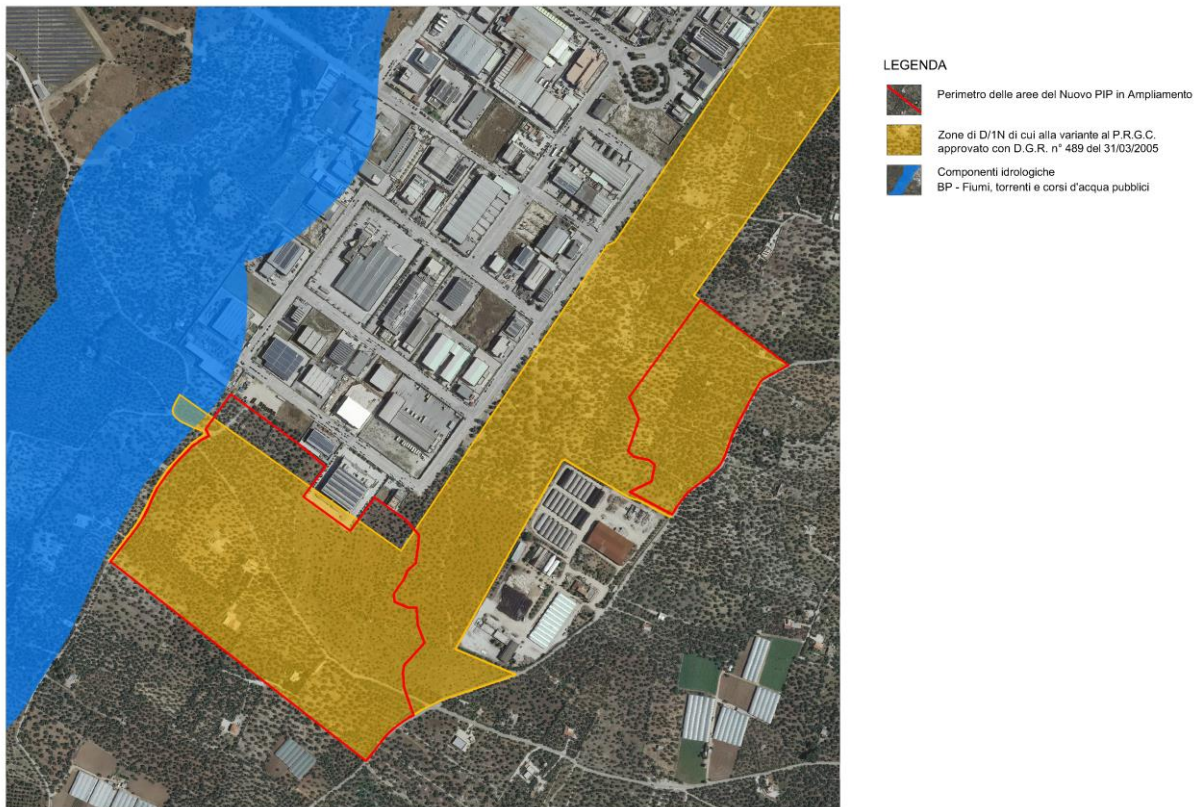 LEGENDA
Perimetro delle aree del Nuovo PIP in Ampliamento
Zone di D/1N di cui alla variante al P.R.G.C.
approvato con D.G.R. n° 489 del 31/03/2005
Componenti idrologiche
BP - Fiumi, torrenti e corsi d'acqua pubblici